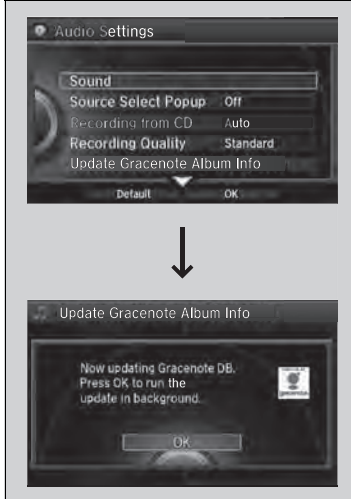 Audio Settings
Sound
Source Select Popup Off
Recording from CD Auto
Recording Quality Standard
Update Gracenote Album Info
Default OK
Update Gracenote Album Info
Now updating Gracenote DB.
Press OK to run the
update in background.
gracenote
OK